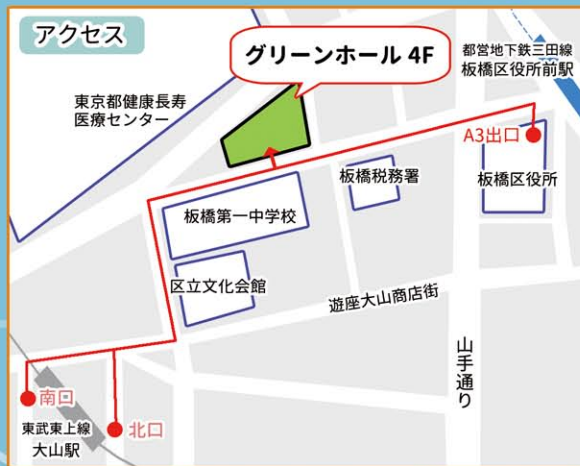 アクセス
グリーンホール 4F
都営地下鉄三田線
板橋区役所前駅
東京都健康長寿
医療センター
A3出口
板橋税務署
板橋区役所
板橋第一中学校
区立文化会館
遊座大山商店街
山手通り
南口
北口
東武東上線
大山駅